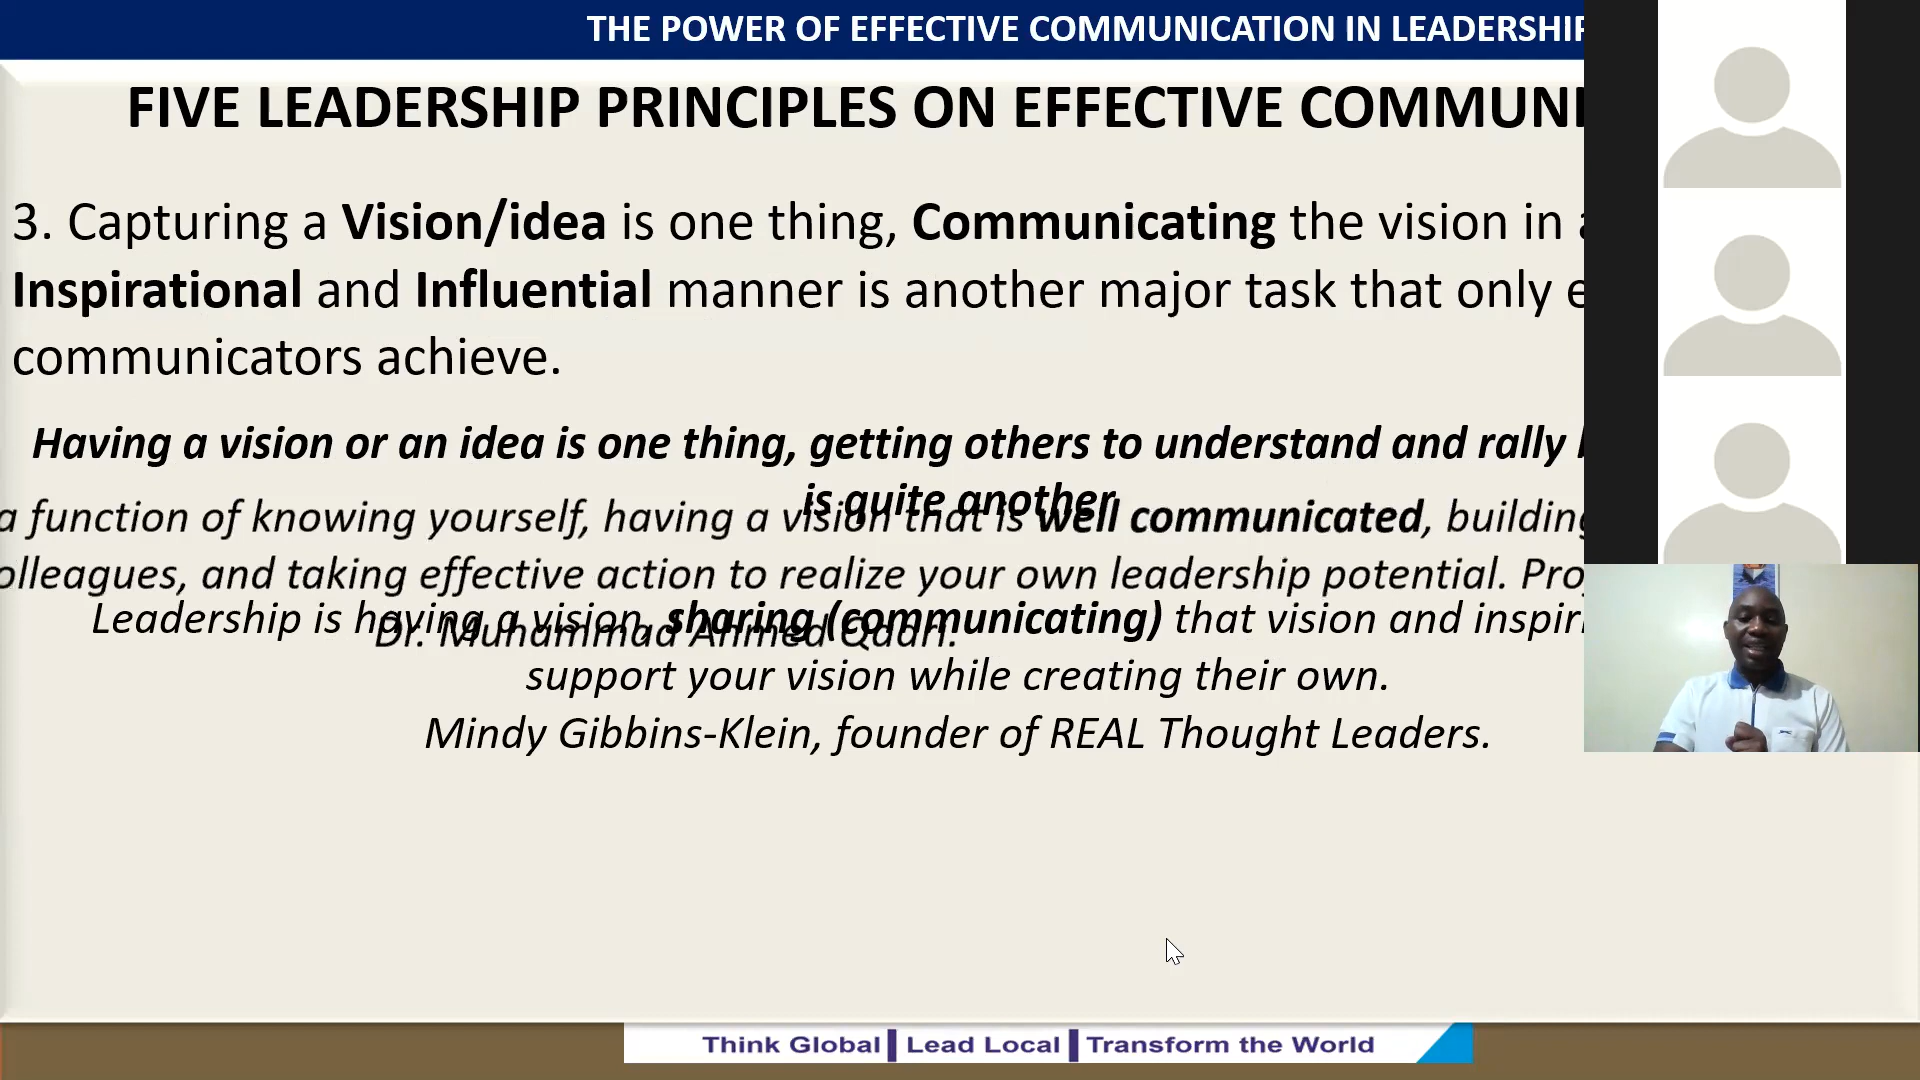 THE POWER OF EFFECTIVE COMMUNICATION IN LEADERSHIP
FIVE LEADERSHIP PRINCIPLES ON EFFECTIVE COMMUNI
3. Capturing a Vision/idea is one thing, Communicating the vision in
Inspirational and Influential manner is another major task that only
communicators achieve.
Having a vision or an idea is one thing, getting others to understand and rally
is quite another
a function of knowing yourself, having a vision that is well communicated, building
olleagues, and taking effective action to realize your own leadership potential.
Leadership is having a vision, sharing (communicating) that vision and inspiri
Dr. Muhammad Ahmed
support your vision while creating their own.
Mindy Gibbins-Klein, founder of REAL Thought Leaders.
Think Global Lead Local Transform the World